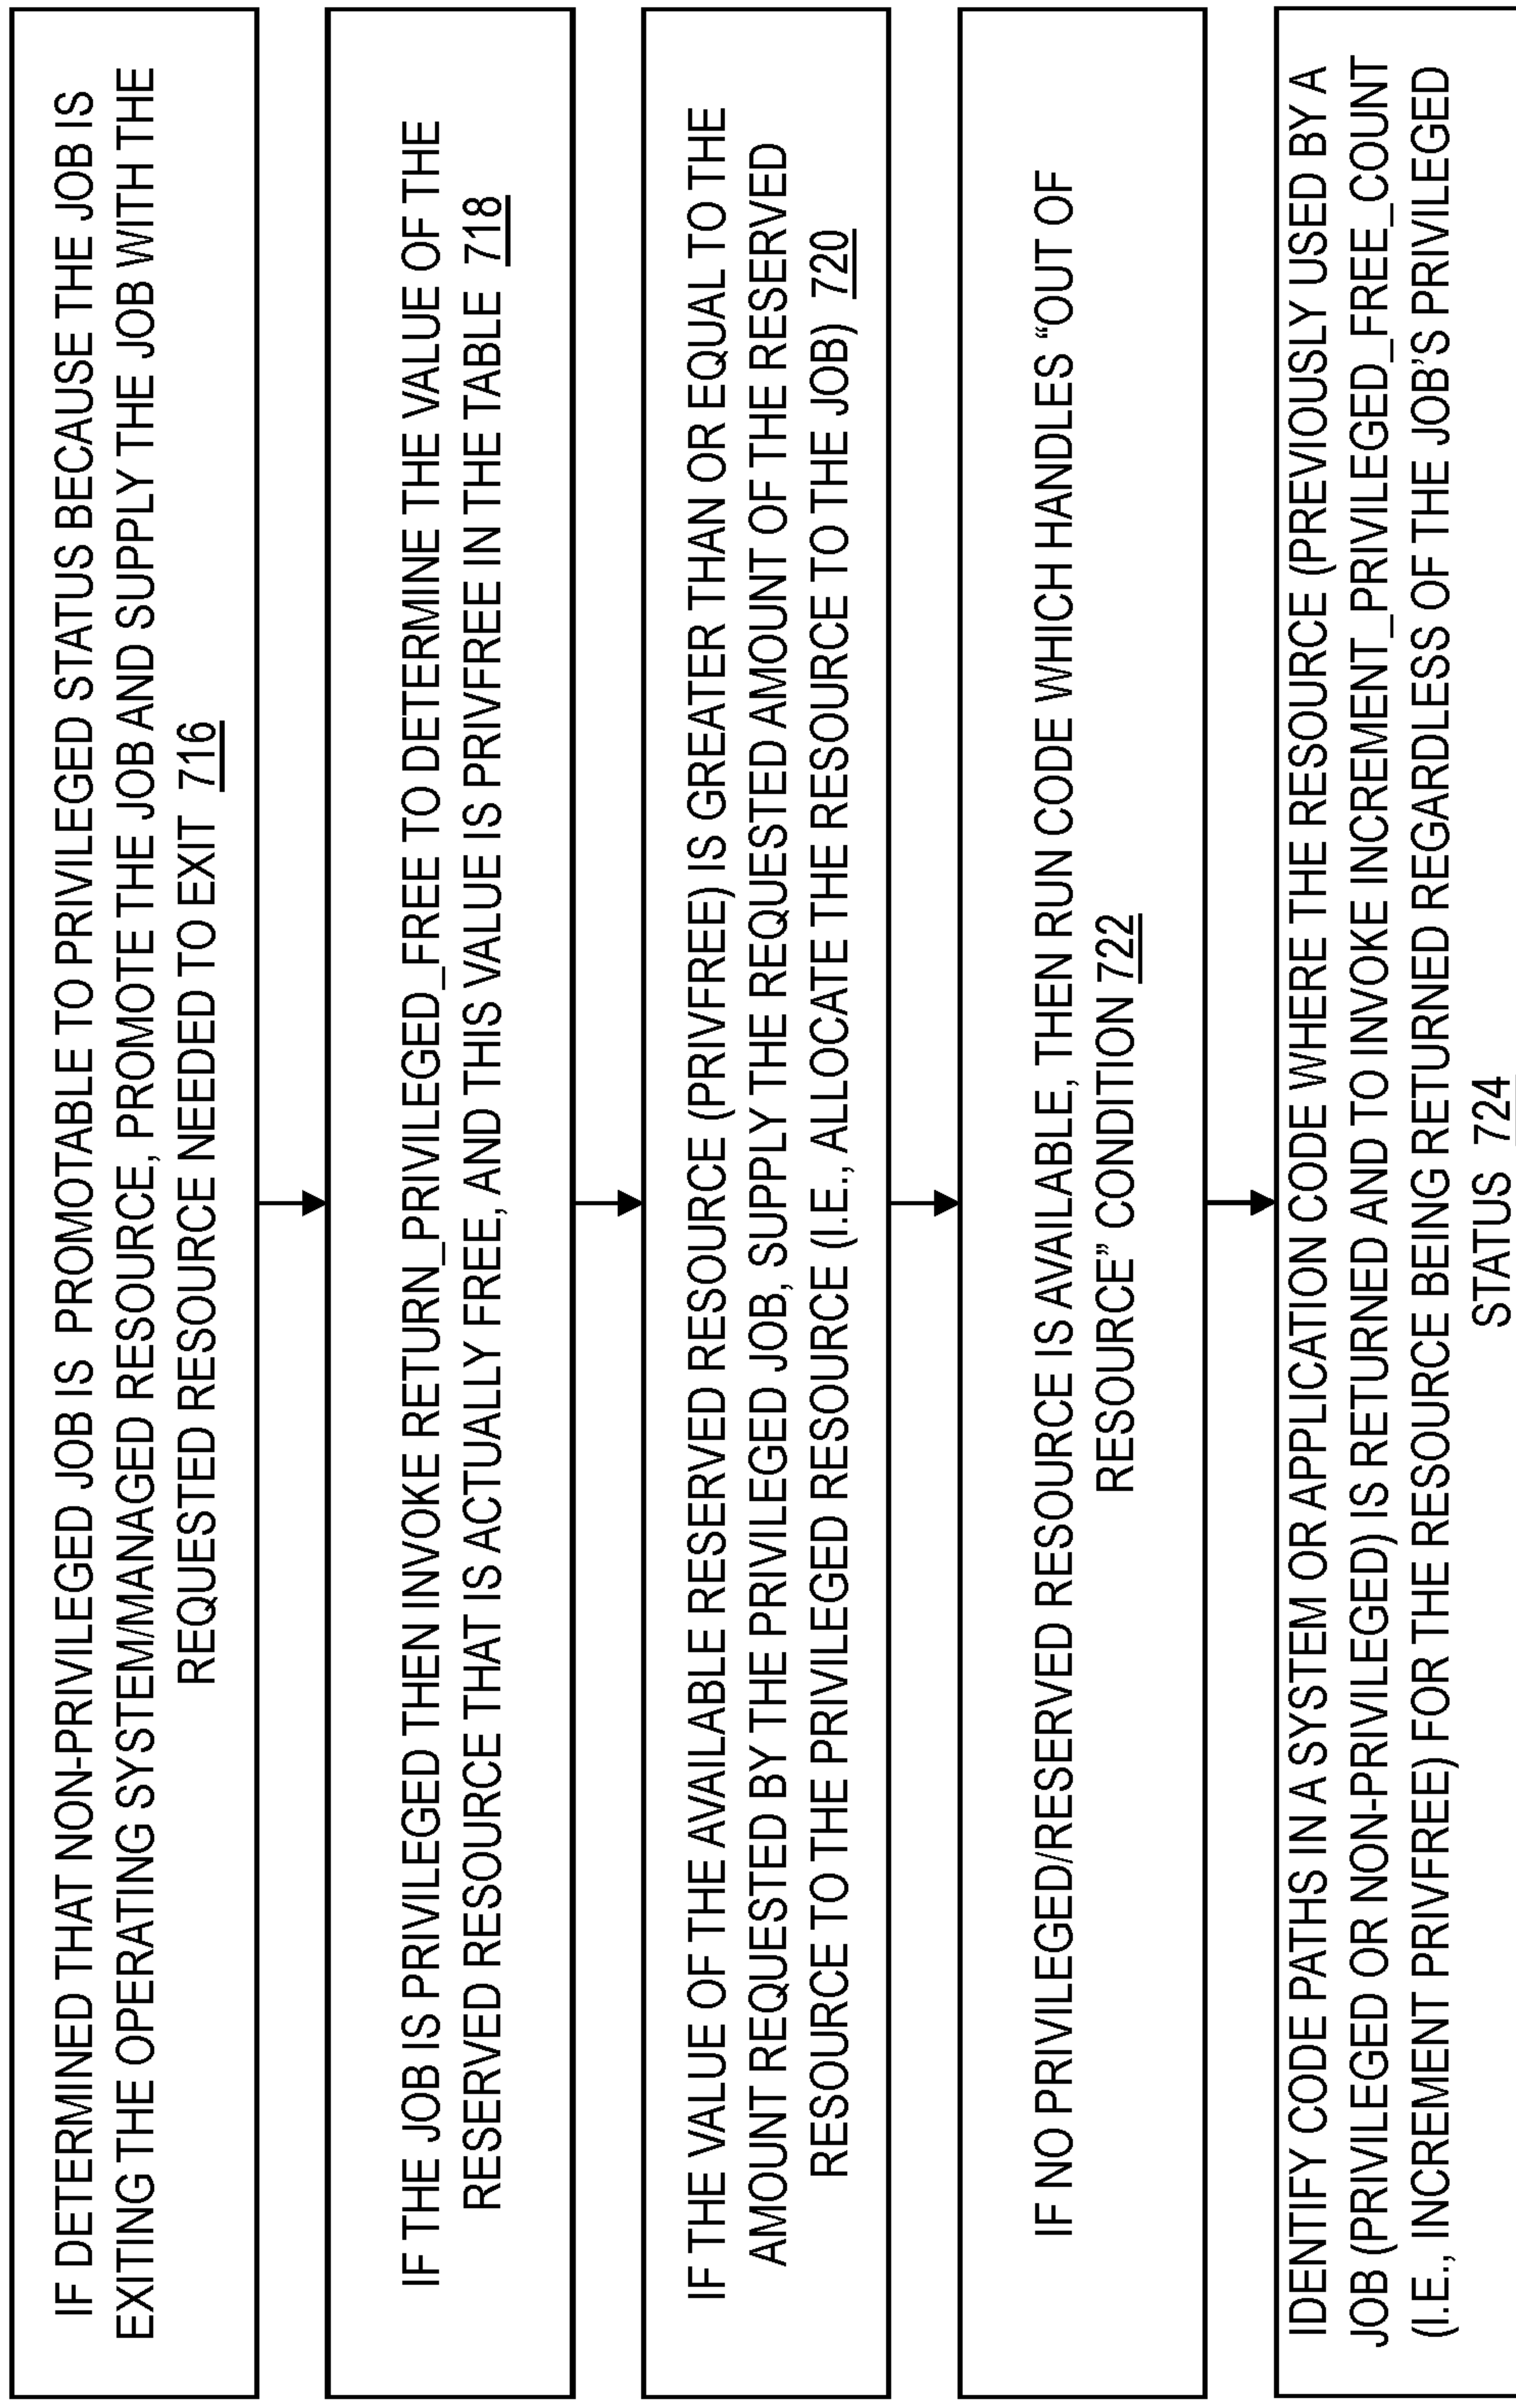 IF DETERMINED THAT NON-PRIVILEGED JOB IS PROMOTABLE TO PRIVILEGED STATUS BECAUSE THE JOB IS
EXITING THE OPERATING SYSTEM/MANAGED RESOURCE, PROMOTE THE JOB AND SUPPLY THE JOB WITH THE
REQUESTED RESOURCE NEEDED TO EXIT 716
IF THE JOB IS PRIVILEGED THEN INVOKE RETURN_PRIVILEGED_FREE TO DETERMINE THE VALUE OF THE
RESERVED RESOURCE THAT IS ACTUALLY FREE, AND THIS VALUE IS PRIVFREE IN THE TABLE 718
IF THE VALUE OF THE AVAILABLE RESERVED RESOURCE (PRIVFREE) IS GREATER THAN OR EQUAL TO THE
AMOUNT REQUESTED BY THE PRIVILEGED JOB, SUPPLY THE REQUESTED AMOUNT OF THE RESERVED
RESOURCE TO THE PRIVILEGED RESOURCE (I.E., ALLOCATE THE RESOURCE TO THE JOB) 720
IF NO PRIVILEGED/RESERVED RESOURCE IS AVAILABLE, THEN RUN CODE WHICH HANDLES “OUT OF
RESOURCE” CONDITION 722
IDENTIFY CODE PATHS IN A SYSTEM OR APPLICATION CODE WHERE THE RESOURCE (PREVIOUSLY USED BY A
JOB (PRIVILEGED OR NON-PRIVILEGED) IS RETURNED AND TO INVOKE INCREMENT_PRIVILEGED_FREE_COUNT
(I.E., INCREMENT PRIVFREE) FOR THE RESOURCE BEING RETURNED REGARDLESS OF THE JOB’S PRIVILEGED
STATUS 724